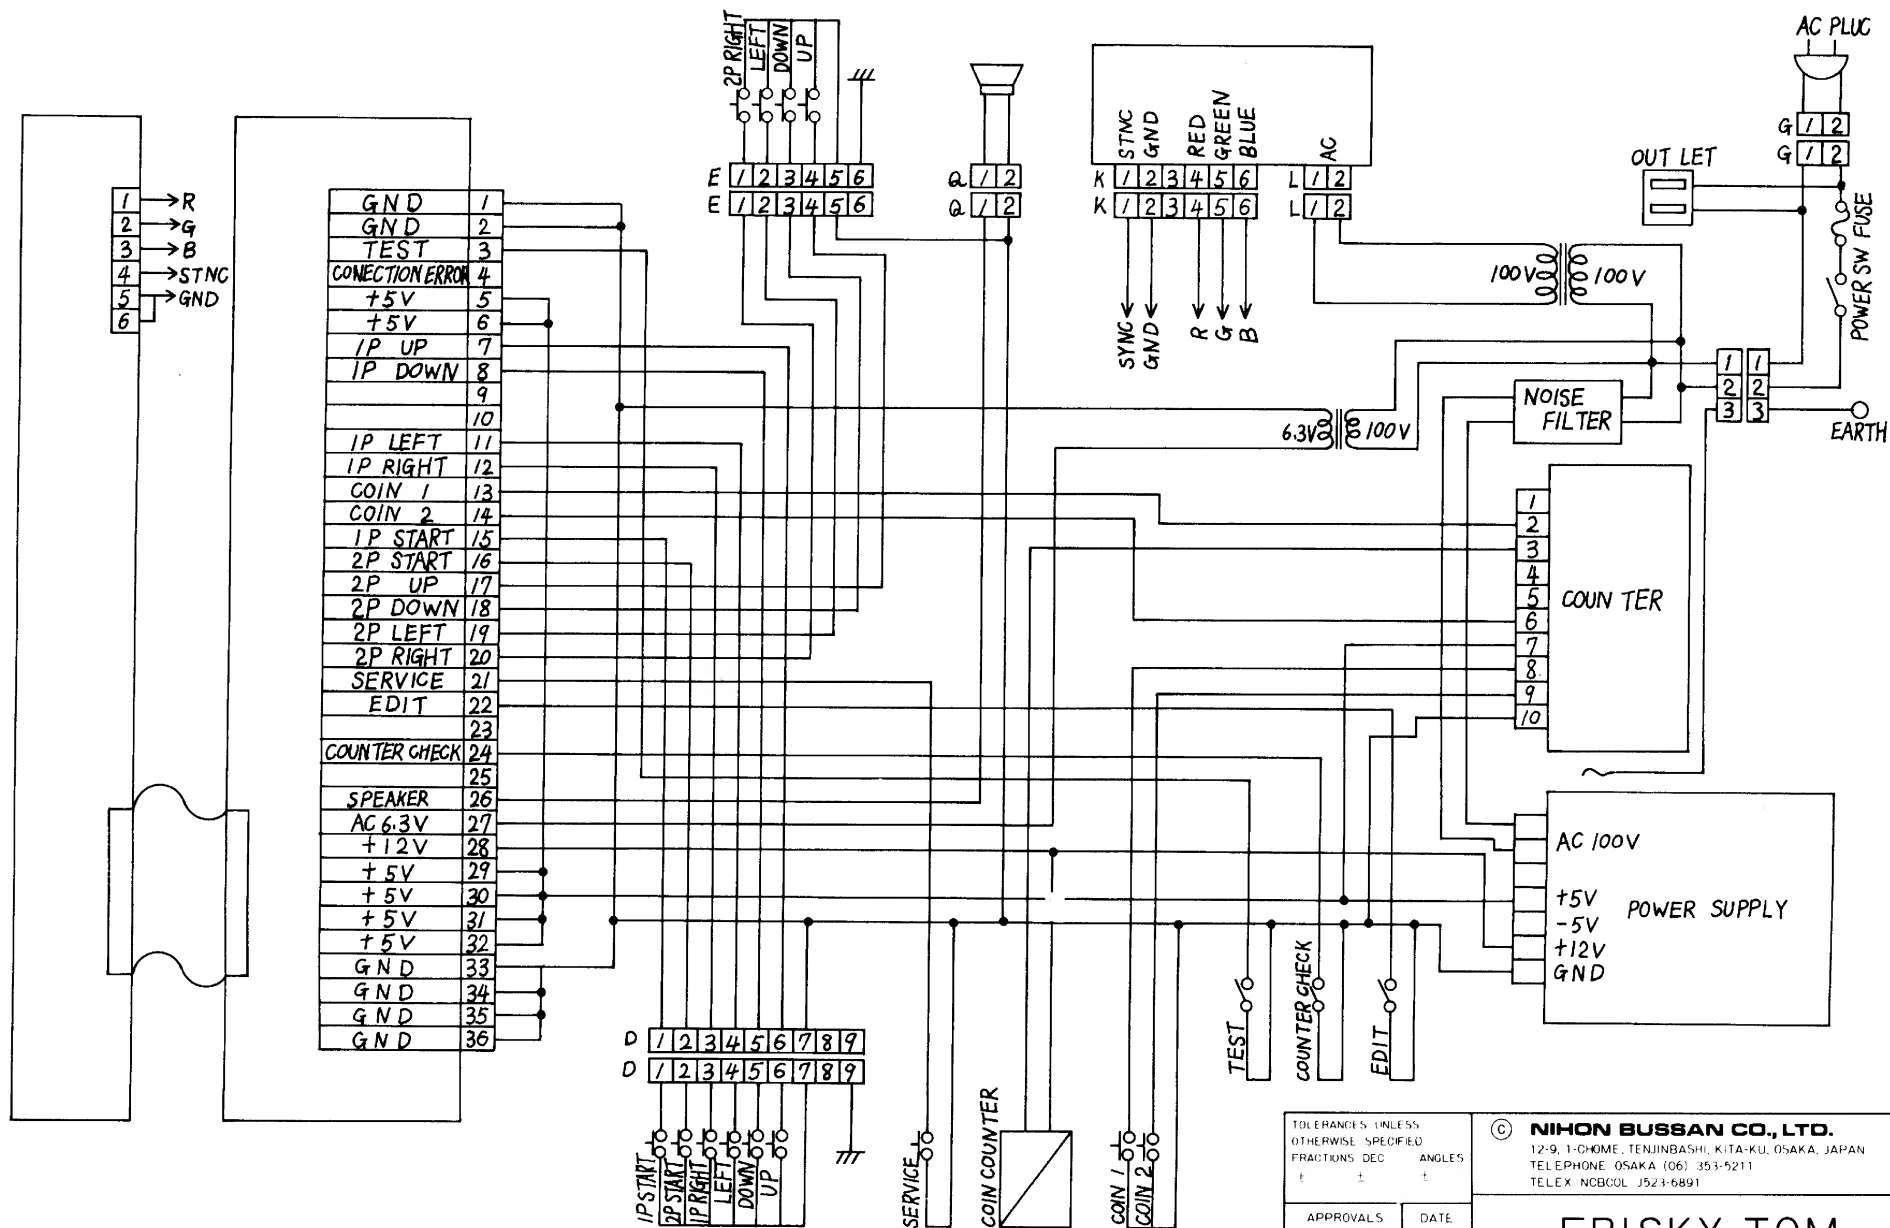 2P RIGHT
LEFT
DOWN
UP
AC PLUG
G 1 2
G 1 2
OUT LET
POWER SW FUSE
STNC
GND
RED
GREEN
BLUE
AC
E 1 2 3 4 5 6
E 1 2 3 4 5 6
Q 1 2
Q 1 2
K 1 2 3 4 5 6
K 1 2 3 4 5 6
L 1 2
L 1 2
SYNC
GND
R
G
B
100V
100V
6.3V
100V
1 1
2 2
3 3
EARTH
NOISE
FILTER
1 R
2 G
3 B
4 STNC
5 GND
6
GND 1
GND 2
TEST 3
CONECTION ERROR 4
+5V 5
+5V 6
1P UP 7
1P DOWN 8
9
10
1P LEFT 11
1P RIGHT 12
COIN 1 13
COIN 2 14
1P START 15
2P START 16
2P UP 17
2P DOWN 18
2P LEFT 19
2P RIGHT 20
SERVICE 21
EDIT 22
23
COUNTER CHECK 24
25
SPEAKER 26
AC 6.3V 27
+12V 28
+5V 29
+5V 30
+5V 31
+5V 32
GND 33
GND 34
GND 35
GND 36
1
2
3
4
5
6
7
8
9
10
COUNTER
AC 100V
+5V
-5V
+12V
GND
POWER SUPPLY
D 1 2 3 4 5 6 7 8 9
D 1 2 3 4 5 6 7 8 9
1P START
2P START
1P RIGHT
LEFT
DOWN
UP
SERVICE
COIN COUNTER
COIN 1
COIN 2
TEST
COUNTER CHECK
EDIT
TOLERANCES UNLESS
OTHERWISE SPECIFIED
FRACTIONS DEC ANGLES
± ± ±
APPROVALS DATE
© NIHON BUSSAN CO., LTD.
12-9, 1-CHOME, TENJINBASHI, KITA-KU, OSAKA, JAPAN
TELEPHONE OSAKA (06) 353-5211
TELEX NCBCOL J523-6891
FRISKY TOM